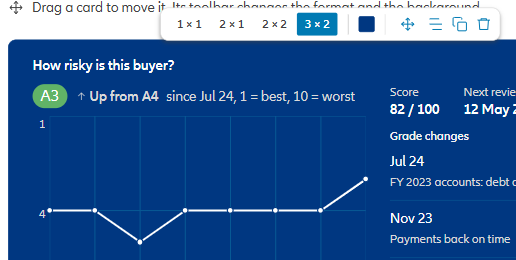 Drag a card to move it. Its toolbar changes the format and the background.
1 × 1 2 × 1 2 × 2 3 × 2
How risky is this buyer?
A3 ↑ Up from A4 since Jul 24, 1 = best, 10 = worst
Score Next revie
82 / 100 12 May 2
Grade changes
1
Jul 24
FY 2023 accounts: debt
4
Nov 23
Payments back on time